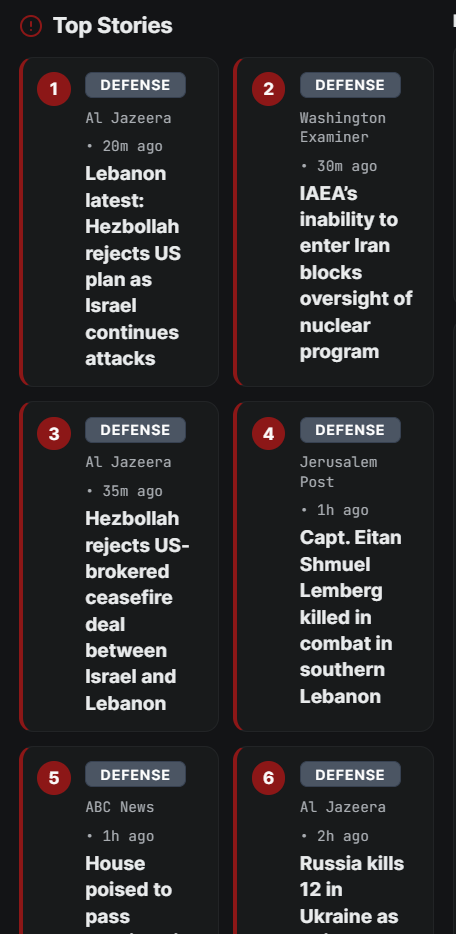 Top Stories
1
DEFENSE
Al Jazeera
• 20m ago
Lebanon
latest:
Hezbollah
rejects US
plan as
Israel
continues
attacks
2
DEFENSE
Washington
Examiner
• 30m ago
IAEA’s
inability to
enter Iran
blocks
oversight of
nuclear
program
3
DEFENSE
Al Jazeera
• 35m ago
Hezbollah
rejects US-
brokered
ceasefire
deal
between
Israel and
Lebanon
4
DEFENSE
Jerusalem
Post
• 1h ago
Capt. Eitan
Shmuel
Lemberg
killed in
combat in
southern
Lebanon
5
DEFENSE
ABC News
• 1h ago
House
poised to
pass
6
DEFENSE
Al Jazeera
• 2h ago
Russia kills
12 in
Ukraine as